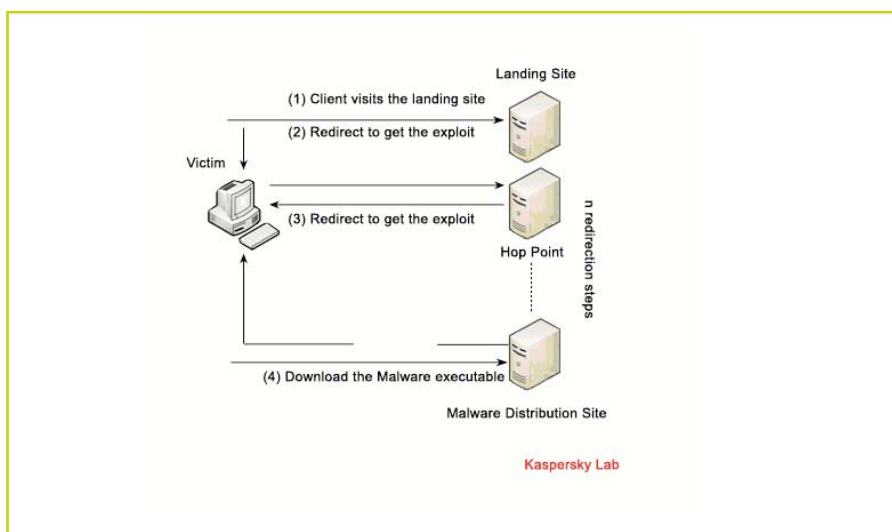 Landing Site
(1) Client visits the landing site
(2) Redirect to get the exploit
Victim
(3) Redirect to get the exploit
Hop Point
n redirection steps
(4) Download the Malware executable
Malware Distribution Site
Kaspersky Lab